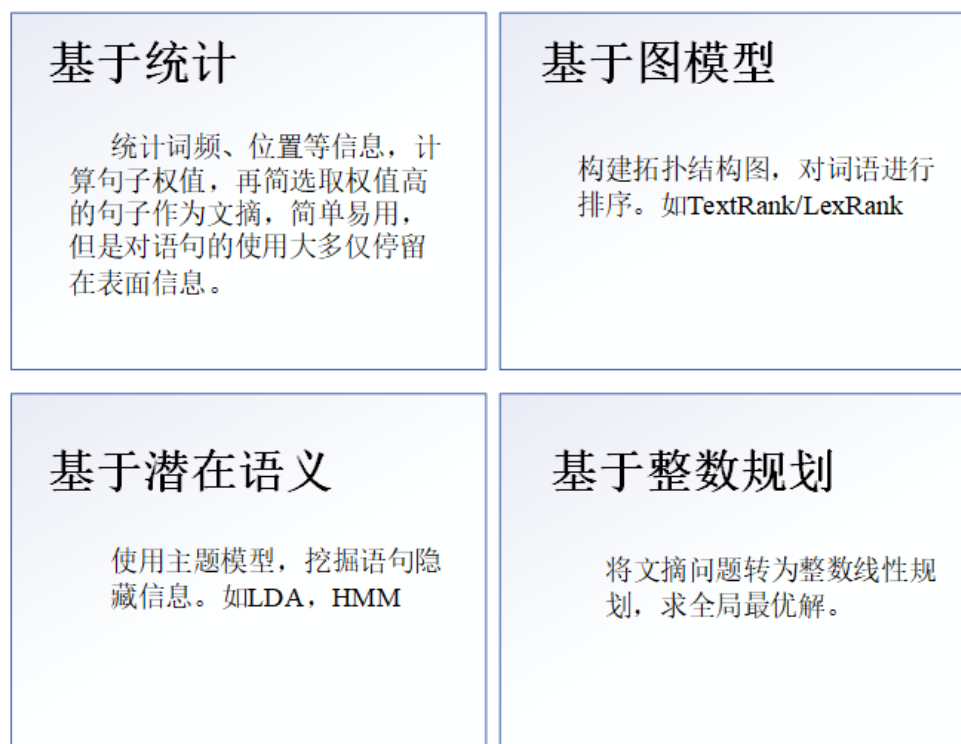 基于统计
统计词频、位置等信息，计
算句子权值，再简选取权值高
的句子作为文摘，简单易用，
但是对语句的使用大多仅停留
在表面信息。
基于图模型
构建拓扑结构图，对词语进行
排序。如TextRank/LexRank
基于潜在语义
使用主题模型，挖掘语句隐
藏信息。如LDA，HMM
基于整数规划
将文摘问题转为整数线性规
划，求全局最优解。